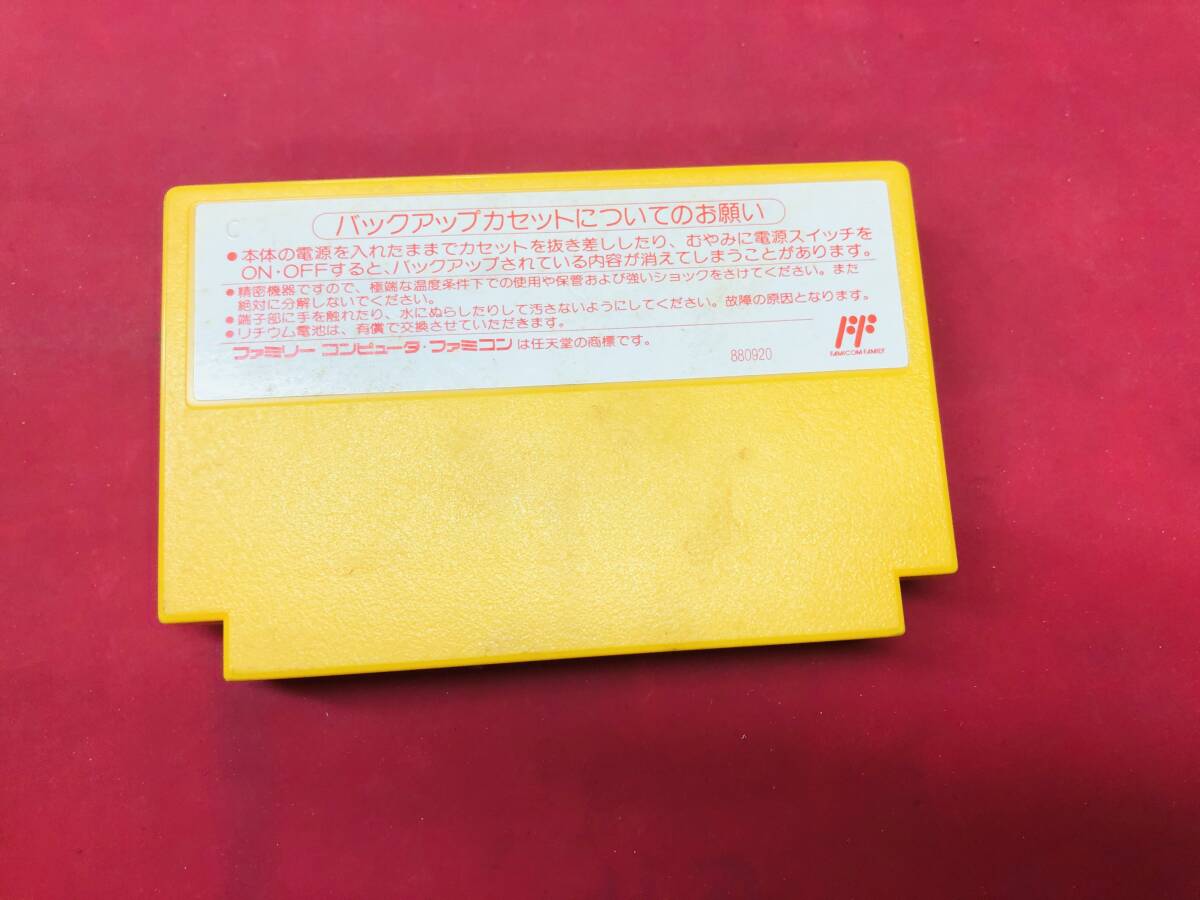 C
バックアップカセットについてのお願い
●本体の電源を入れたままでカセットを抜き差ししたり、むやみに電源スイッチを
ON・OFFすると、バックアップされている内容が消えてしまうことがあります。
●精密機器ですので、極端な温度条件下での使用や保管および強いショックをさけてください。また
絶対に分解しないでください。
●端子部に手を触れたり、水にぬらしたりして汚さないようにしてください。故障の原因となります。
●リチウム電池は、有償で交換させていただきます。
ファミリー コンピュータ・ファミコン は任天堂の商標です。
880920
FAMICOM FAMILY